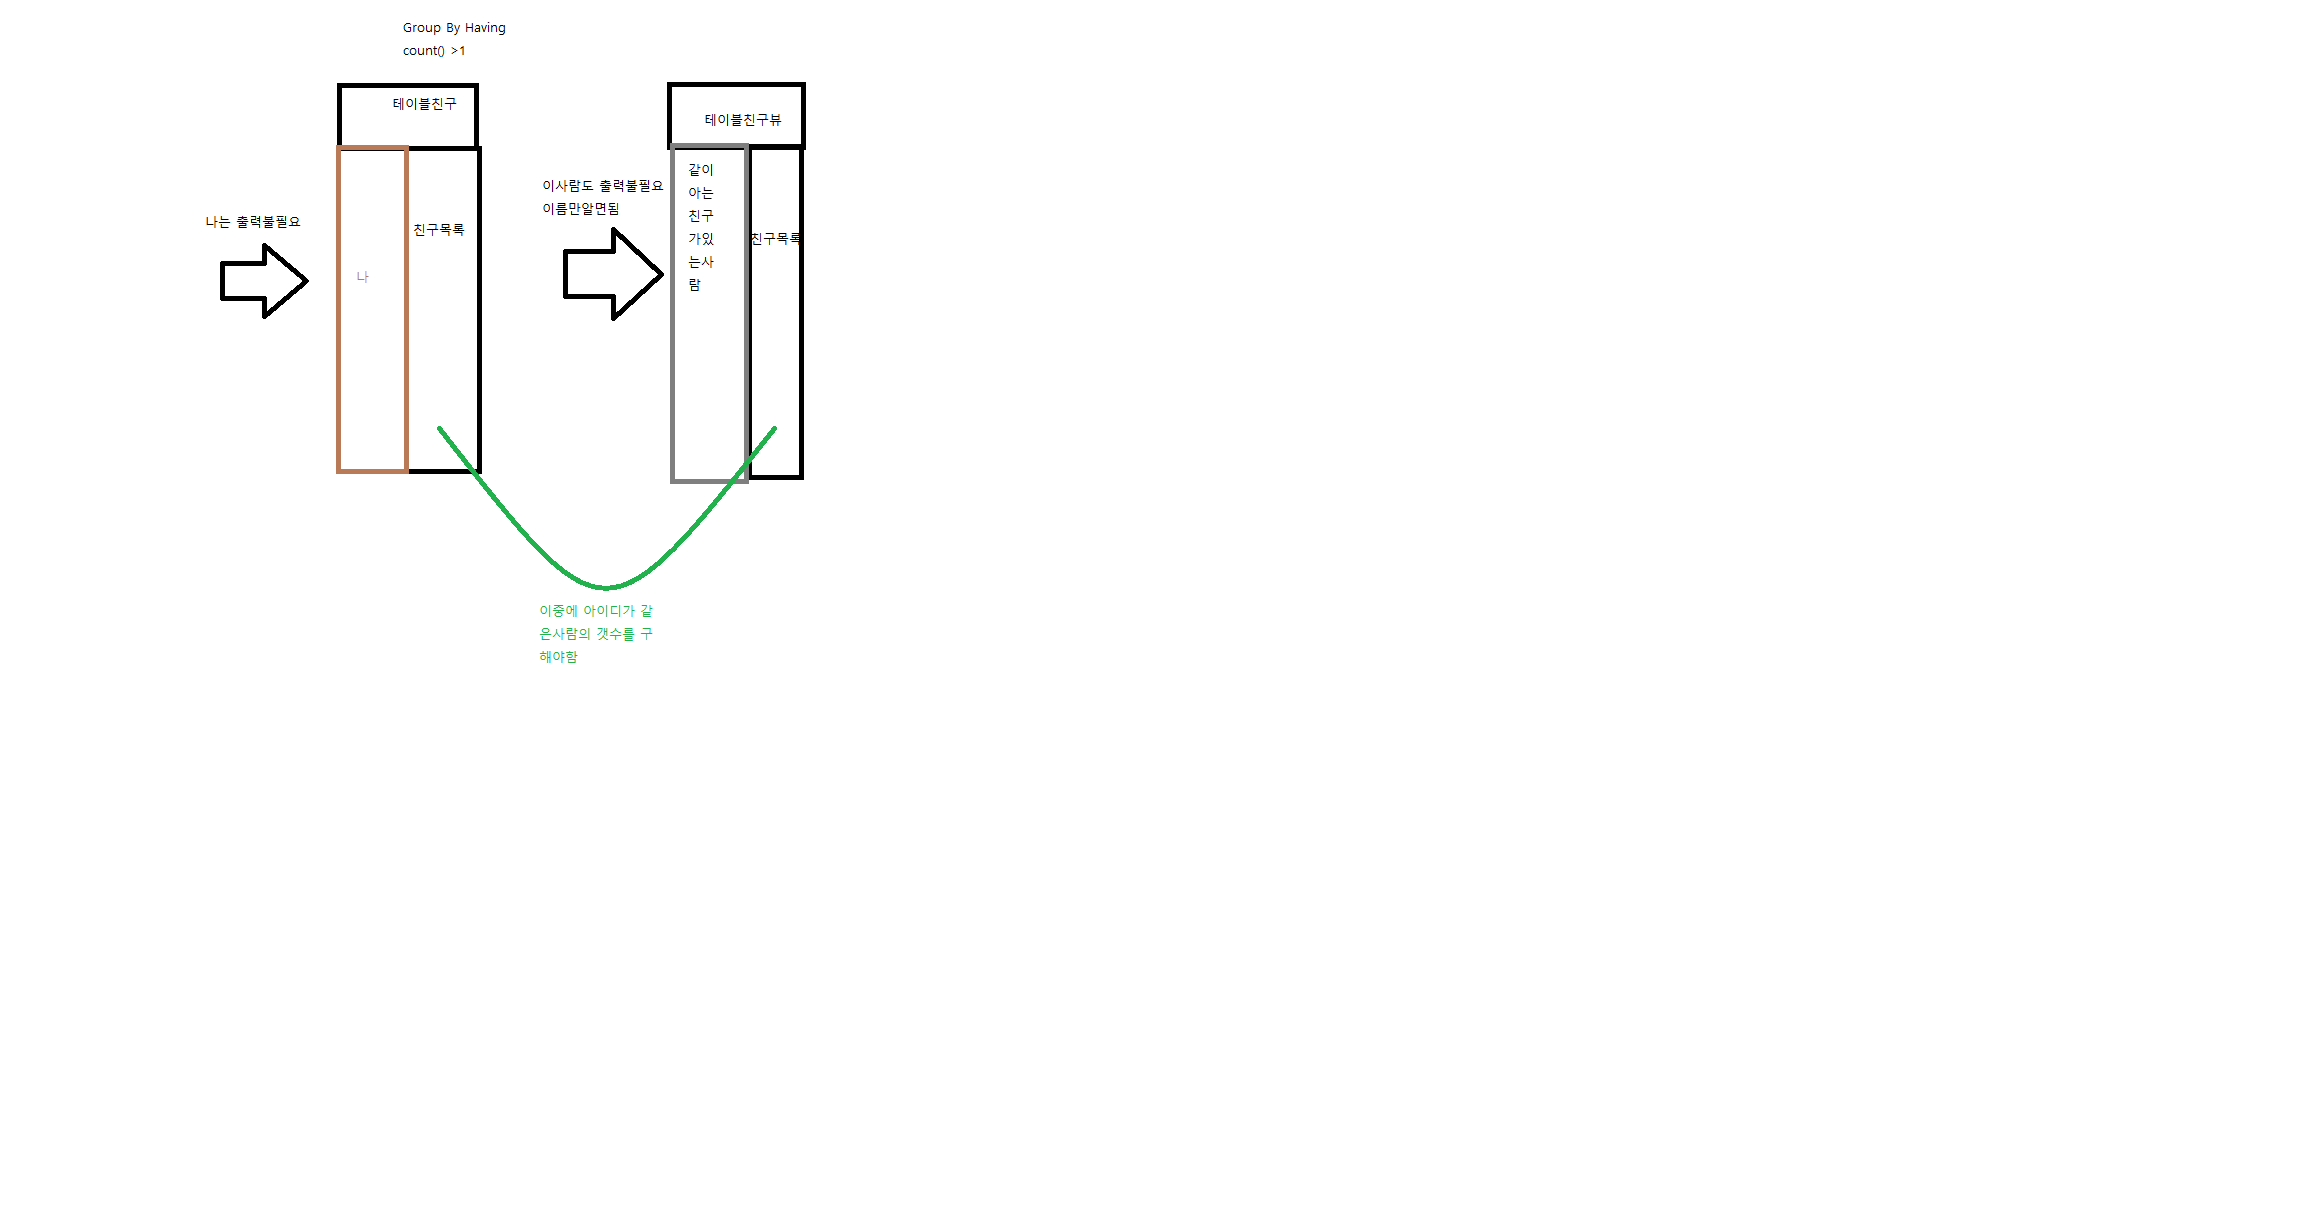 Group By Having
count() >1
테이블친구
테이블친구뷰
나는 출력불필요
나
친구목록
이사람도 출력불필요
이름만알면됨
같이
아는
친구
가있
는사
람
친구목록
이중에 아이디가 같
은사람의 갯수를 구
해야함